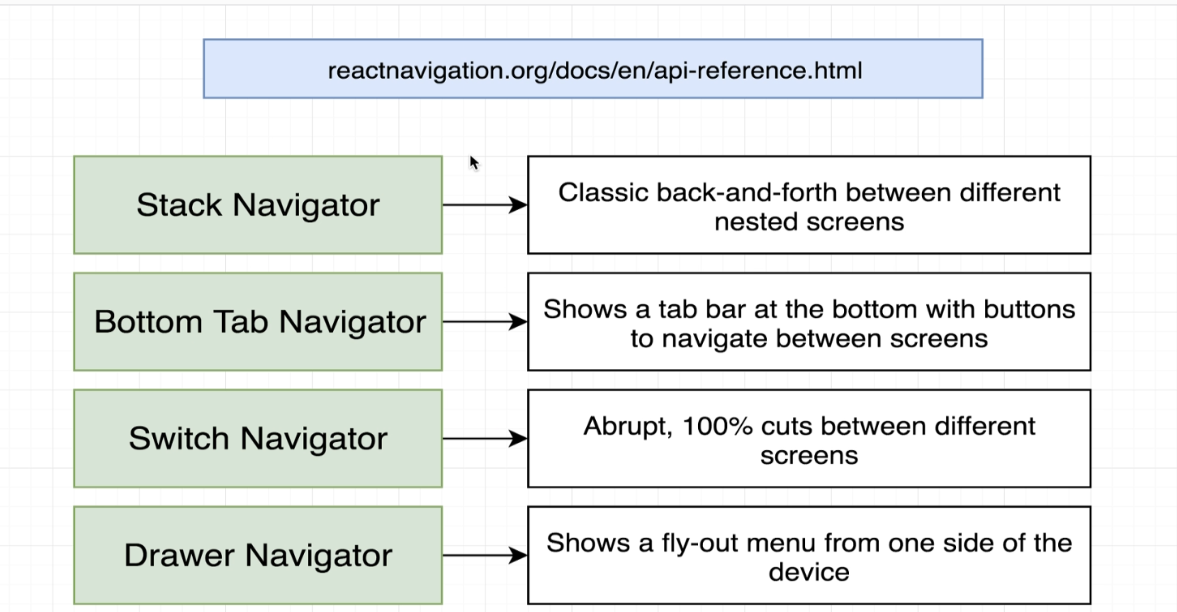 reactnavigation.org/docs/en/api-reference.html
Stack Navigator
Classic back-and-forth between different
nested screens
Bottom Tab Navigator
Shows a tab bar at the bottom with buttons
to navigate between screens
Switch Navigator
Abrupt, 100% cuts between different
screens
Drawer Navigator
Shows a fly-out menu from one side of the
device